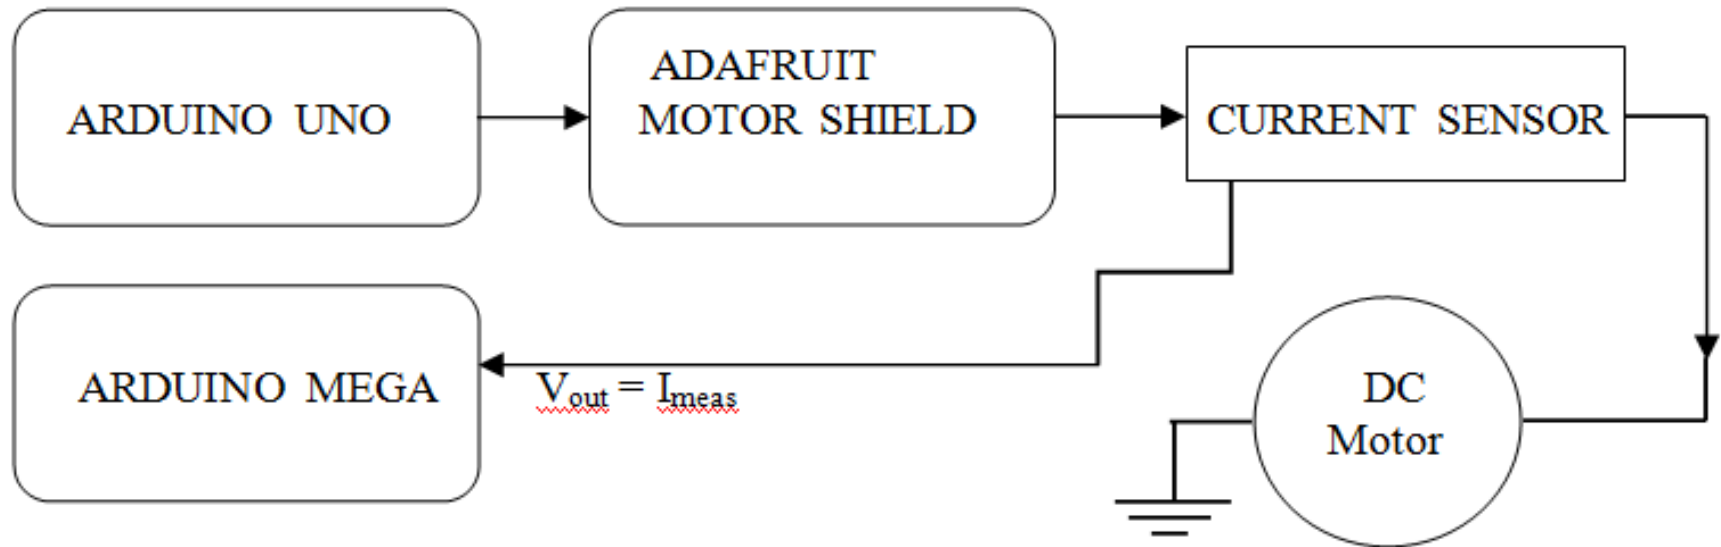 ARDUINO UNO
ADAFRUIT
MOTOR SHIELD
CURRENT SENSOR
ARDUINO MEGA
Vout = Imeas
DC
Motor